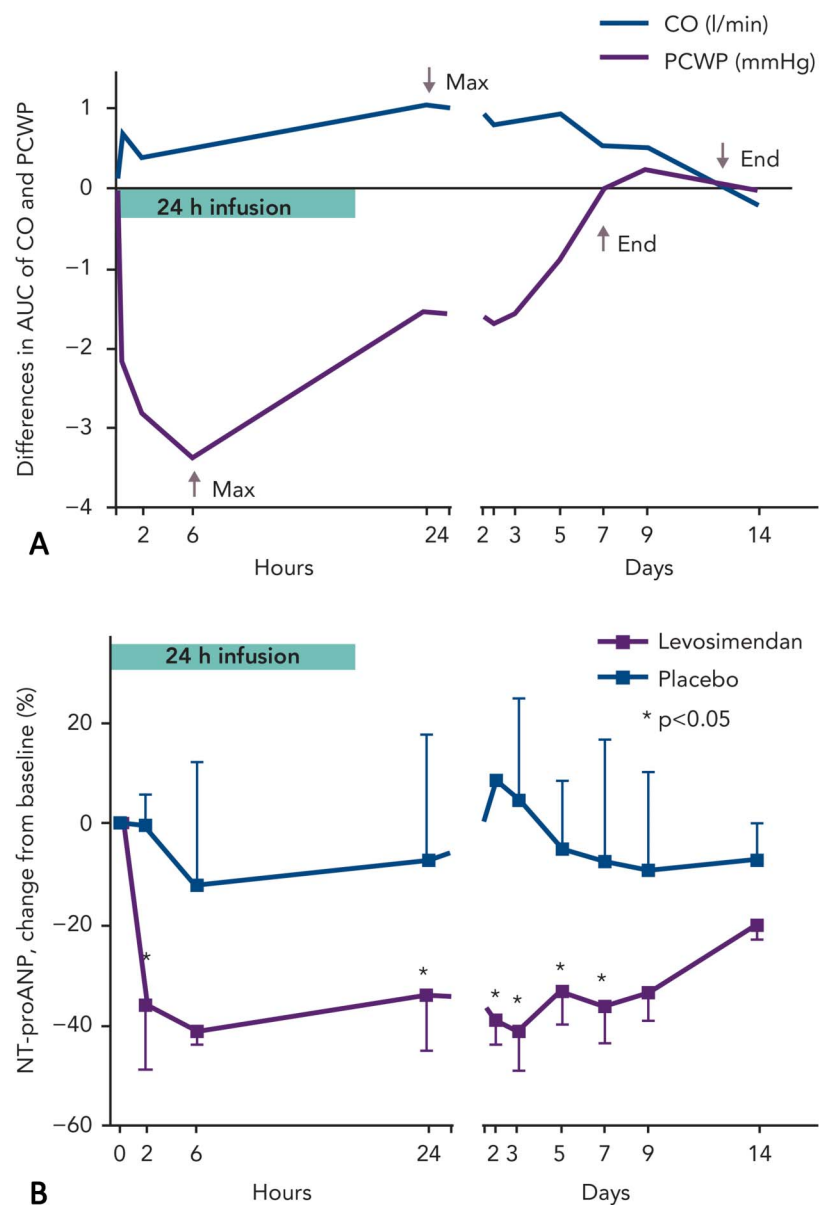 CO (l/min)
PCWP (mmHg)
Differences in AUC of CO and PCWP
1
0
−1
−2
−3
−4
Max
End
24 h infusion
End
Max
2 6 24 2 3 5 7 9 14
Hours Days
A
24 h infusion
Levosimendan
Placebo
* p<0.05
NT-proANP, change from baseline (%)
20
0
−20
−40
−60
* * * * * *
0 2 6 24 2 3 5 7 9 14
Hours Days
B